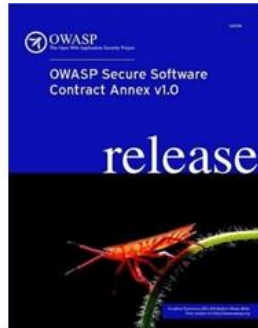 OWASP
The Open Web Application Security Project
OWASP Secure Software
Contract Annex v1.0
release